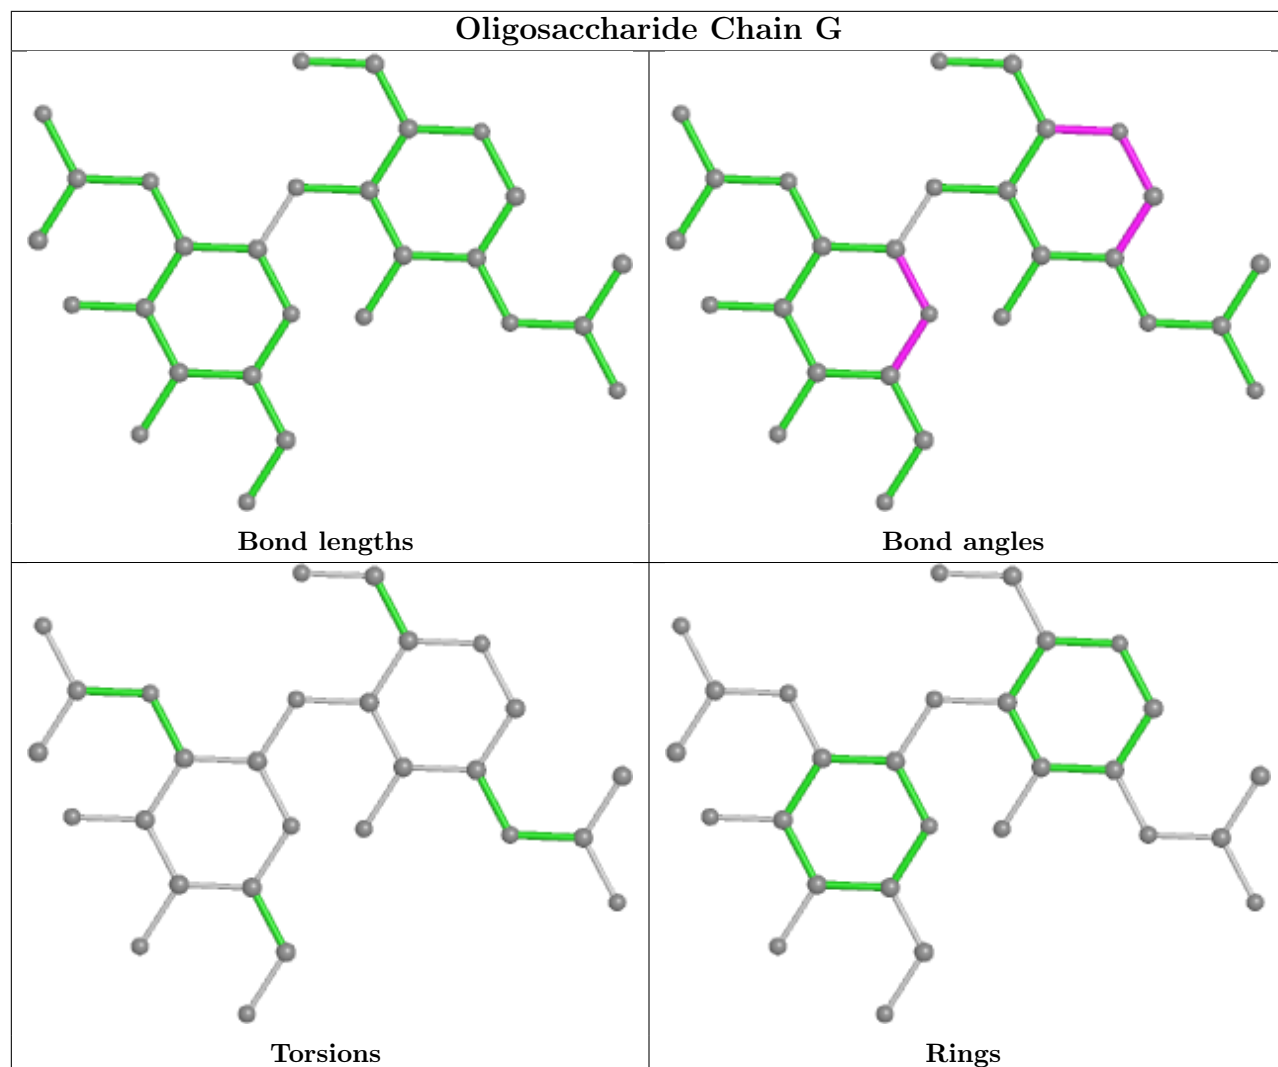 Oligosaccharide Chain G
Bond lengths
Bond angles
Torsions
Rings